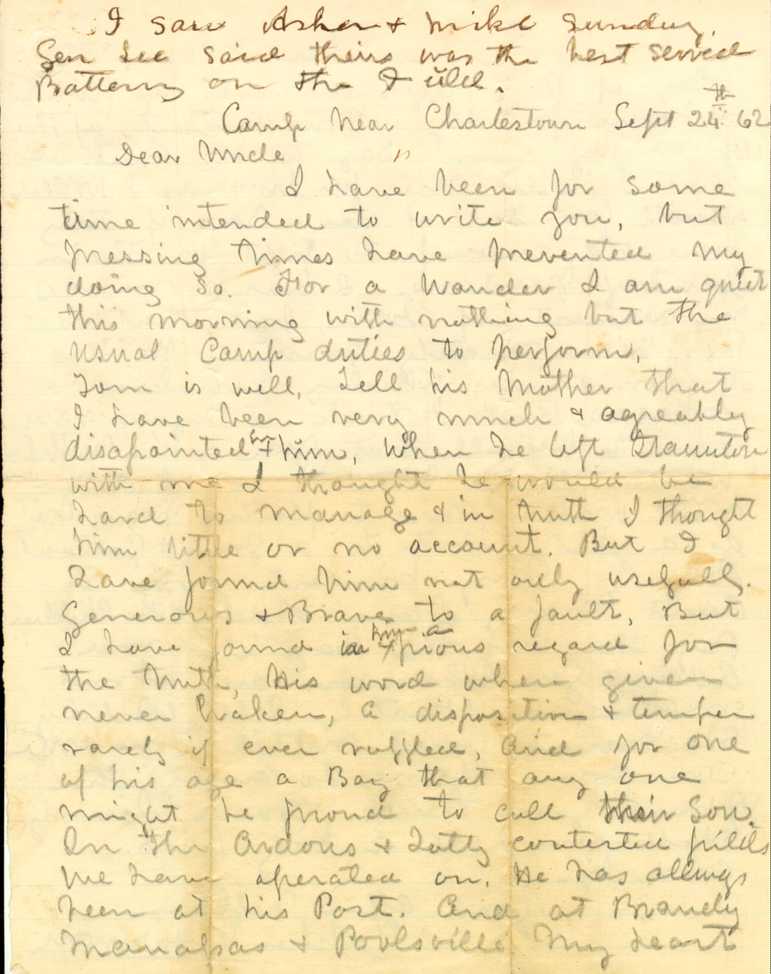 I saw Asher & Mike Sunday.
Gen Lee said theirs was the best served
Battery on the Field.
Camp Near Charlestown Sept 24th 62
Dear Uncle
I have been for some
time intended to write you, but
pressing times have prevented my
doing so. For a wonder I am quiet
this morning with nothing but the
usual Camp duties to perform,
Tom is well, Tell his Mother that
I have been very much & agreably
disapointed in him, When he left Staunton
with me I thought he would be
hard to manage & in truth I thought
him little or no account. But I
have found him not only usefull,
Generous & Brave to a fault, But
I have found in him a pious regard for
the truth, His word when given
never broken, a disposition & temper
rarely if ever ruffled, and for one
of his age a Boy that any one
might be proud to call their Son.
On the Ardous & hotly contested fields
we have operated on, He has allways
been at his Post. And at Brandy
Manassas & Poolsville My heart